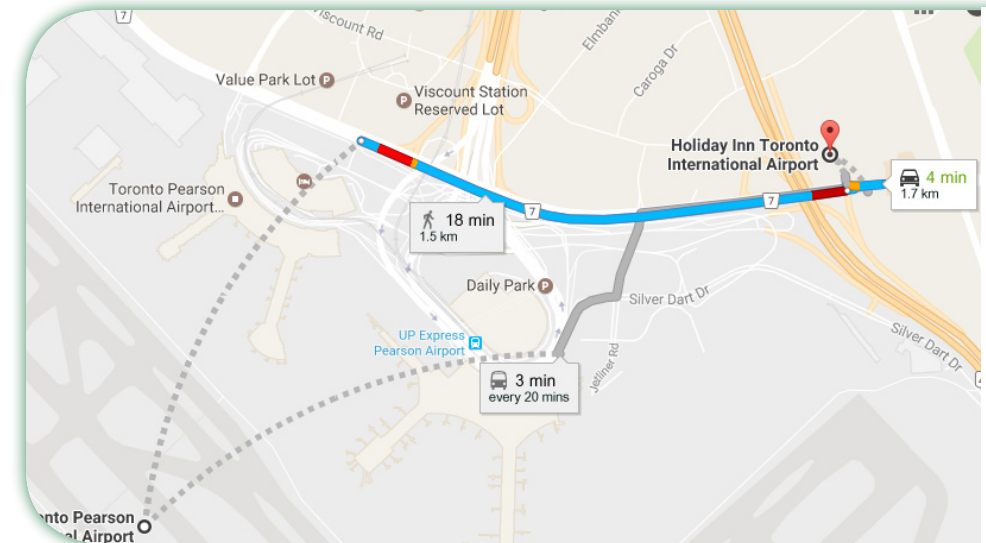 7
Viscount Rd
Elmbank
Caroga Dr
Value Park Lot
P
P
Viscount Station
Reserved Lot
Holiday Inn Toronto
International Airport
4 min
1.7 km
Toronto Pearson
International Airport...
18 min
1.5 km
7
7
Daily Park
P
Silver Dart Dr
UP Express
Pearson Airport
Silver Dart Dr
Jetliner Rd
3 min
every 20 mins
onto Pearson
al Airport